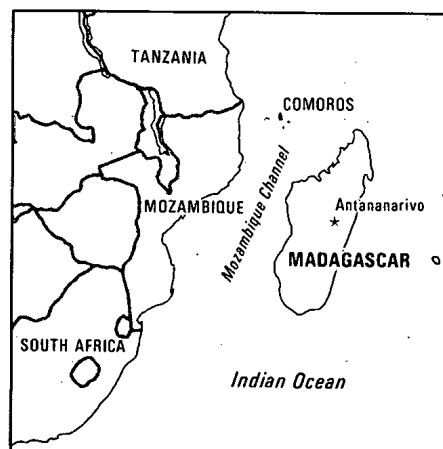 TANZANIA
COMOROS
Mozambique Channel
MOZAMBIQUE
Antananarivo
MADAGASCAR
SOUTH AFRICA
Indian Ocean